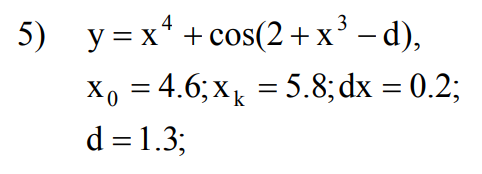 5) y = x⁴ + cos(2 + x³ − d),
x₀ = 4.6; xₖ = 5.8; dx = 0.2;
d = 1.3;